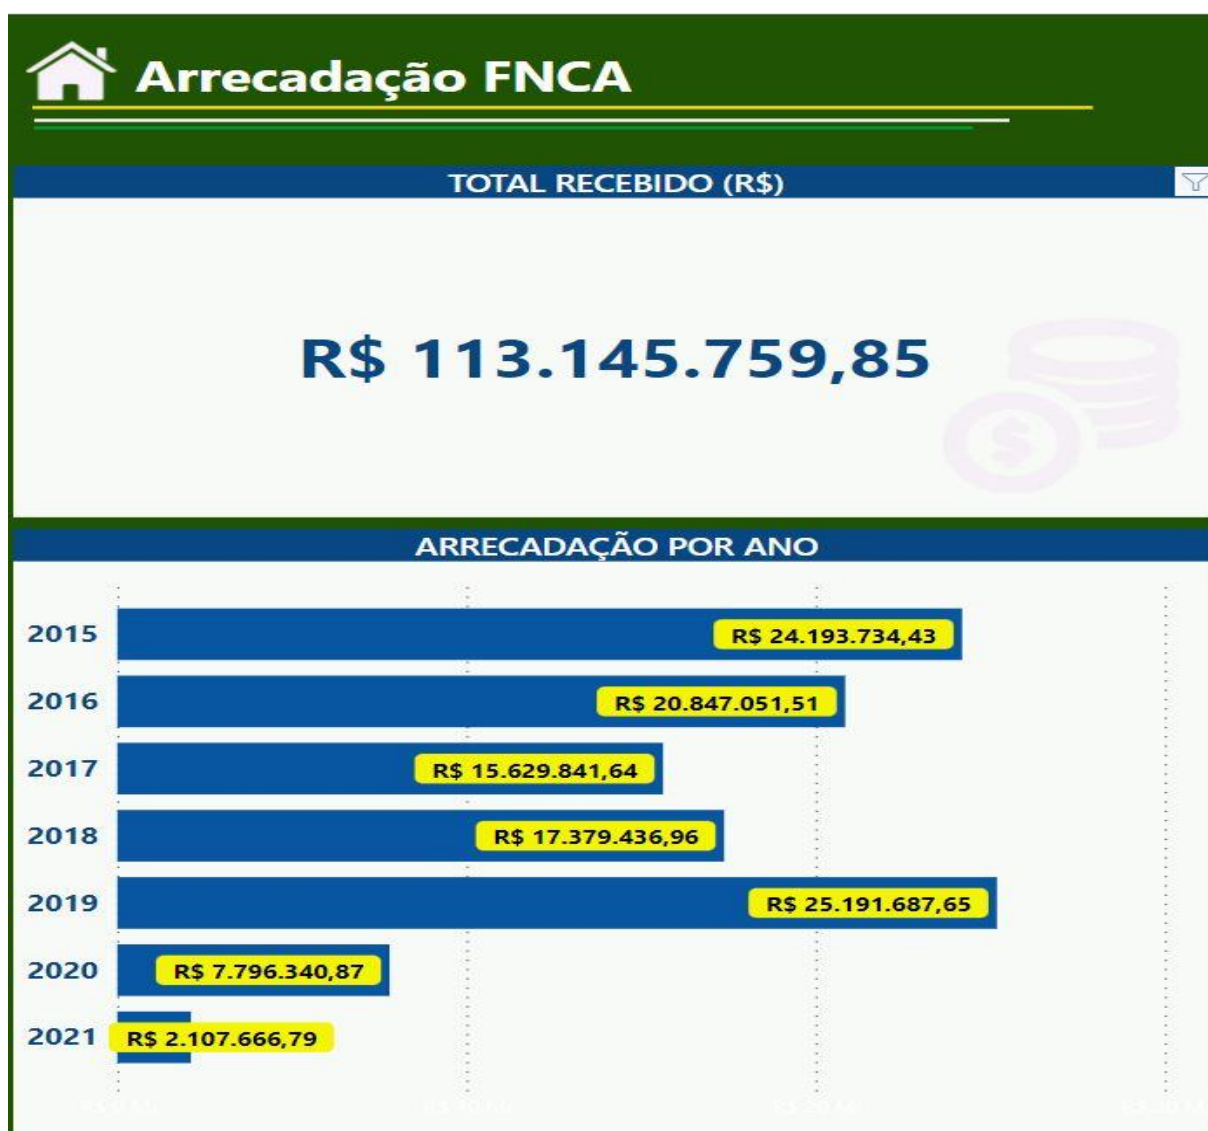 Arrecadação FNCA
TOTAL RECEBIDO (R$)
R$ 113.145.759,85
ARRECADAÇÃO POR ANO
2015 R$ 24.193.734,43
2016 R$ 20.847.051,51
2017 R$ 15.629.841,64
2018 R$ 17.379.436,96
2019 R$ 25.191.687,65
2020 R$ 7.796.340,87
2021 R$ 2.107.666,79